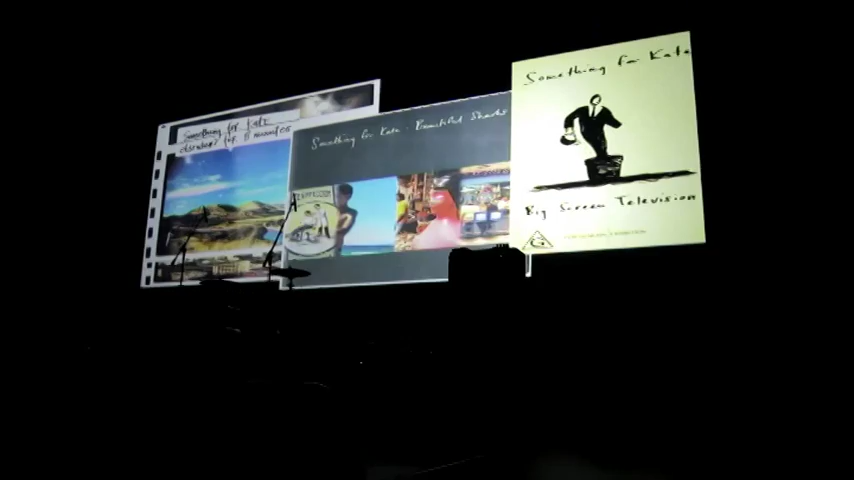 Something for Kate
elsewhere for 8 minutes
Something for Kate . Beautiful Sharks
Something for Kate
Big Screen Television